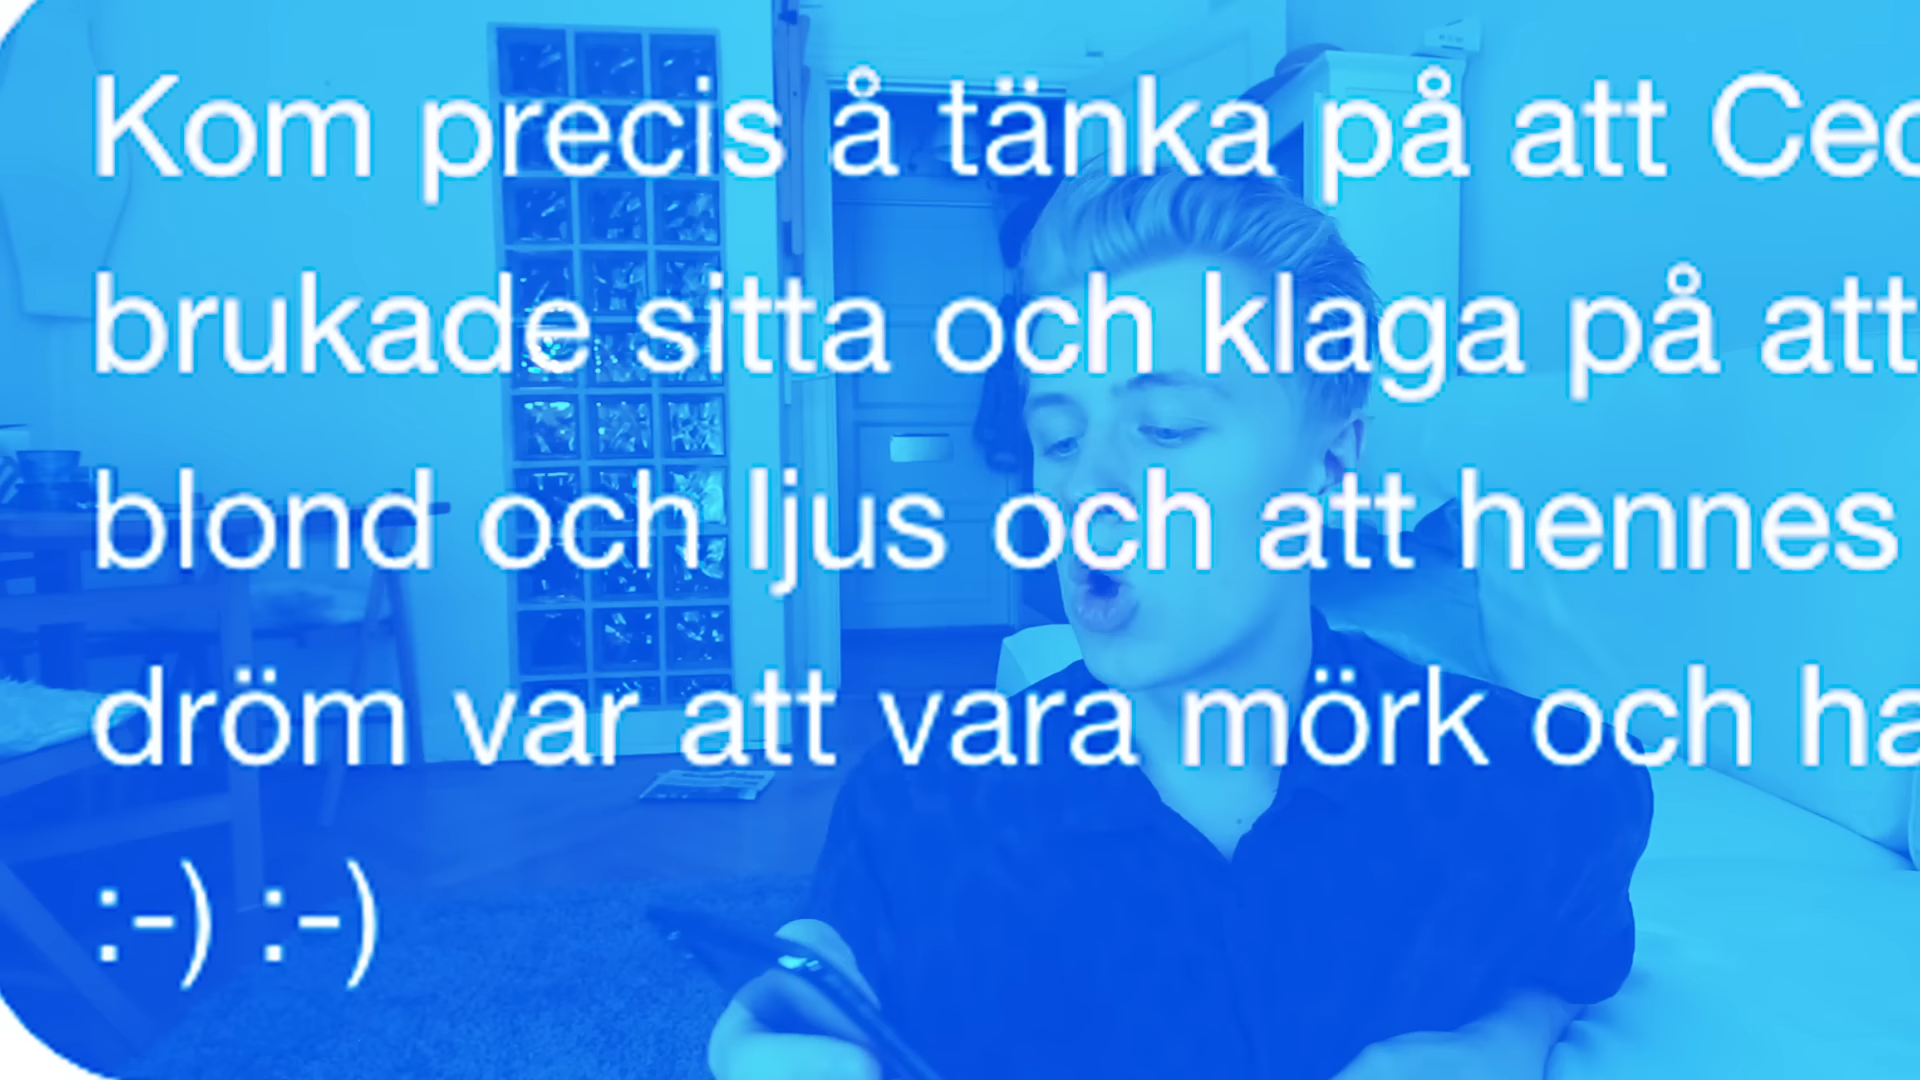 Kom precis å tänka på att
brukade sitta och klaga på att
blond och ljus och att hennes
dröm var att vara mörk och
:-) :-)